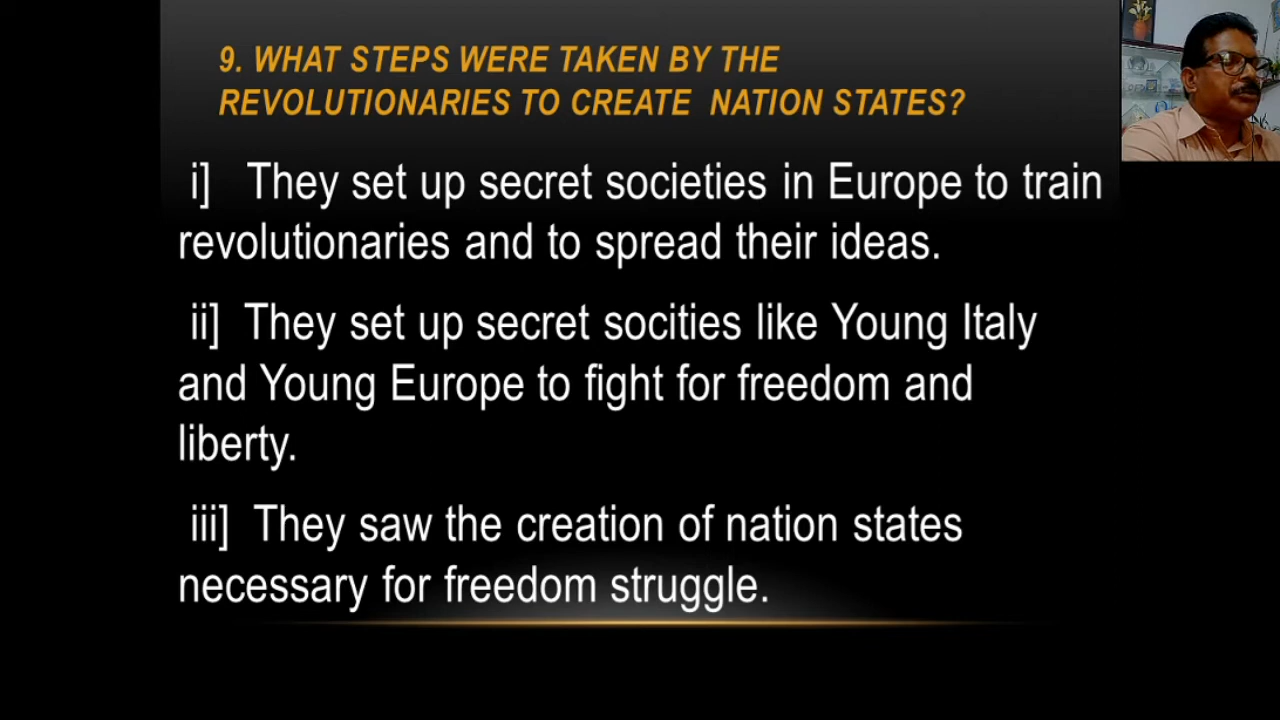 9. WHAT STEPS WERE TAKEN BY THE
REVOLUTIONARIES TO CREATE NATION STATES?
i] They set up secret societies in Europe to train
revolutionaries and to spread their ideas.
ii] They set up secret socities like Young Italy
and Young Europe to fight for freedom and
liberty.
iii] They saw the creation of nation states
necessary for freedom struggle.